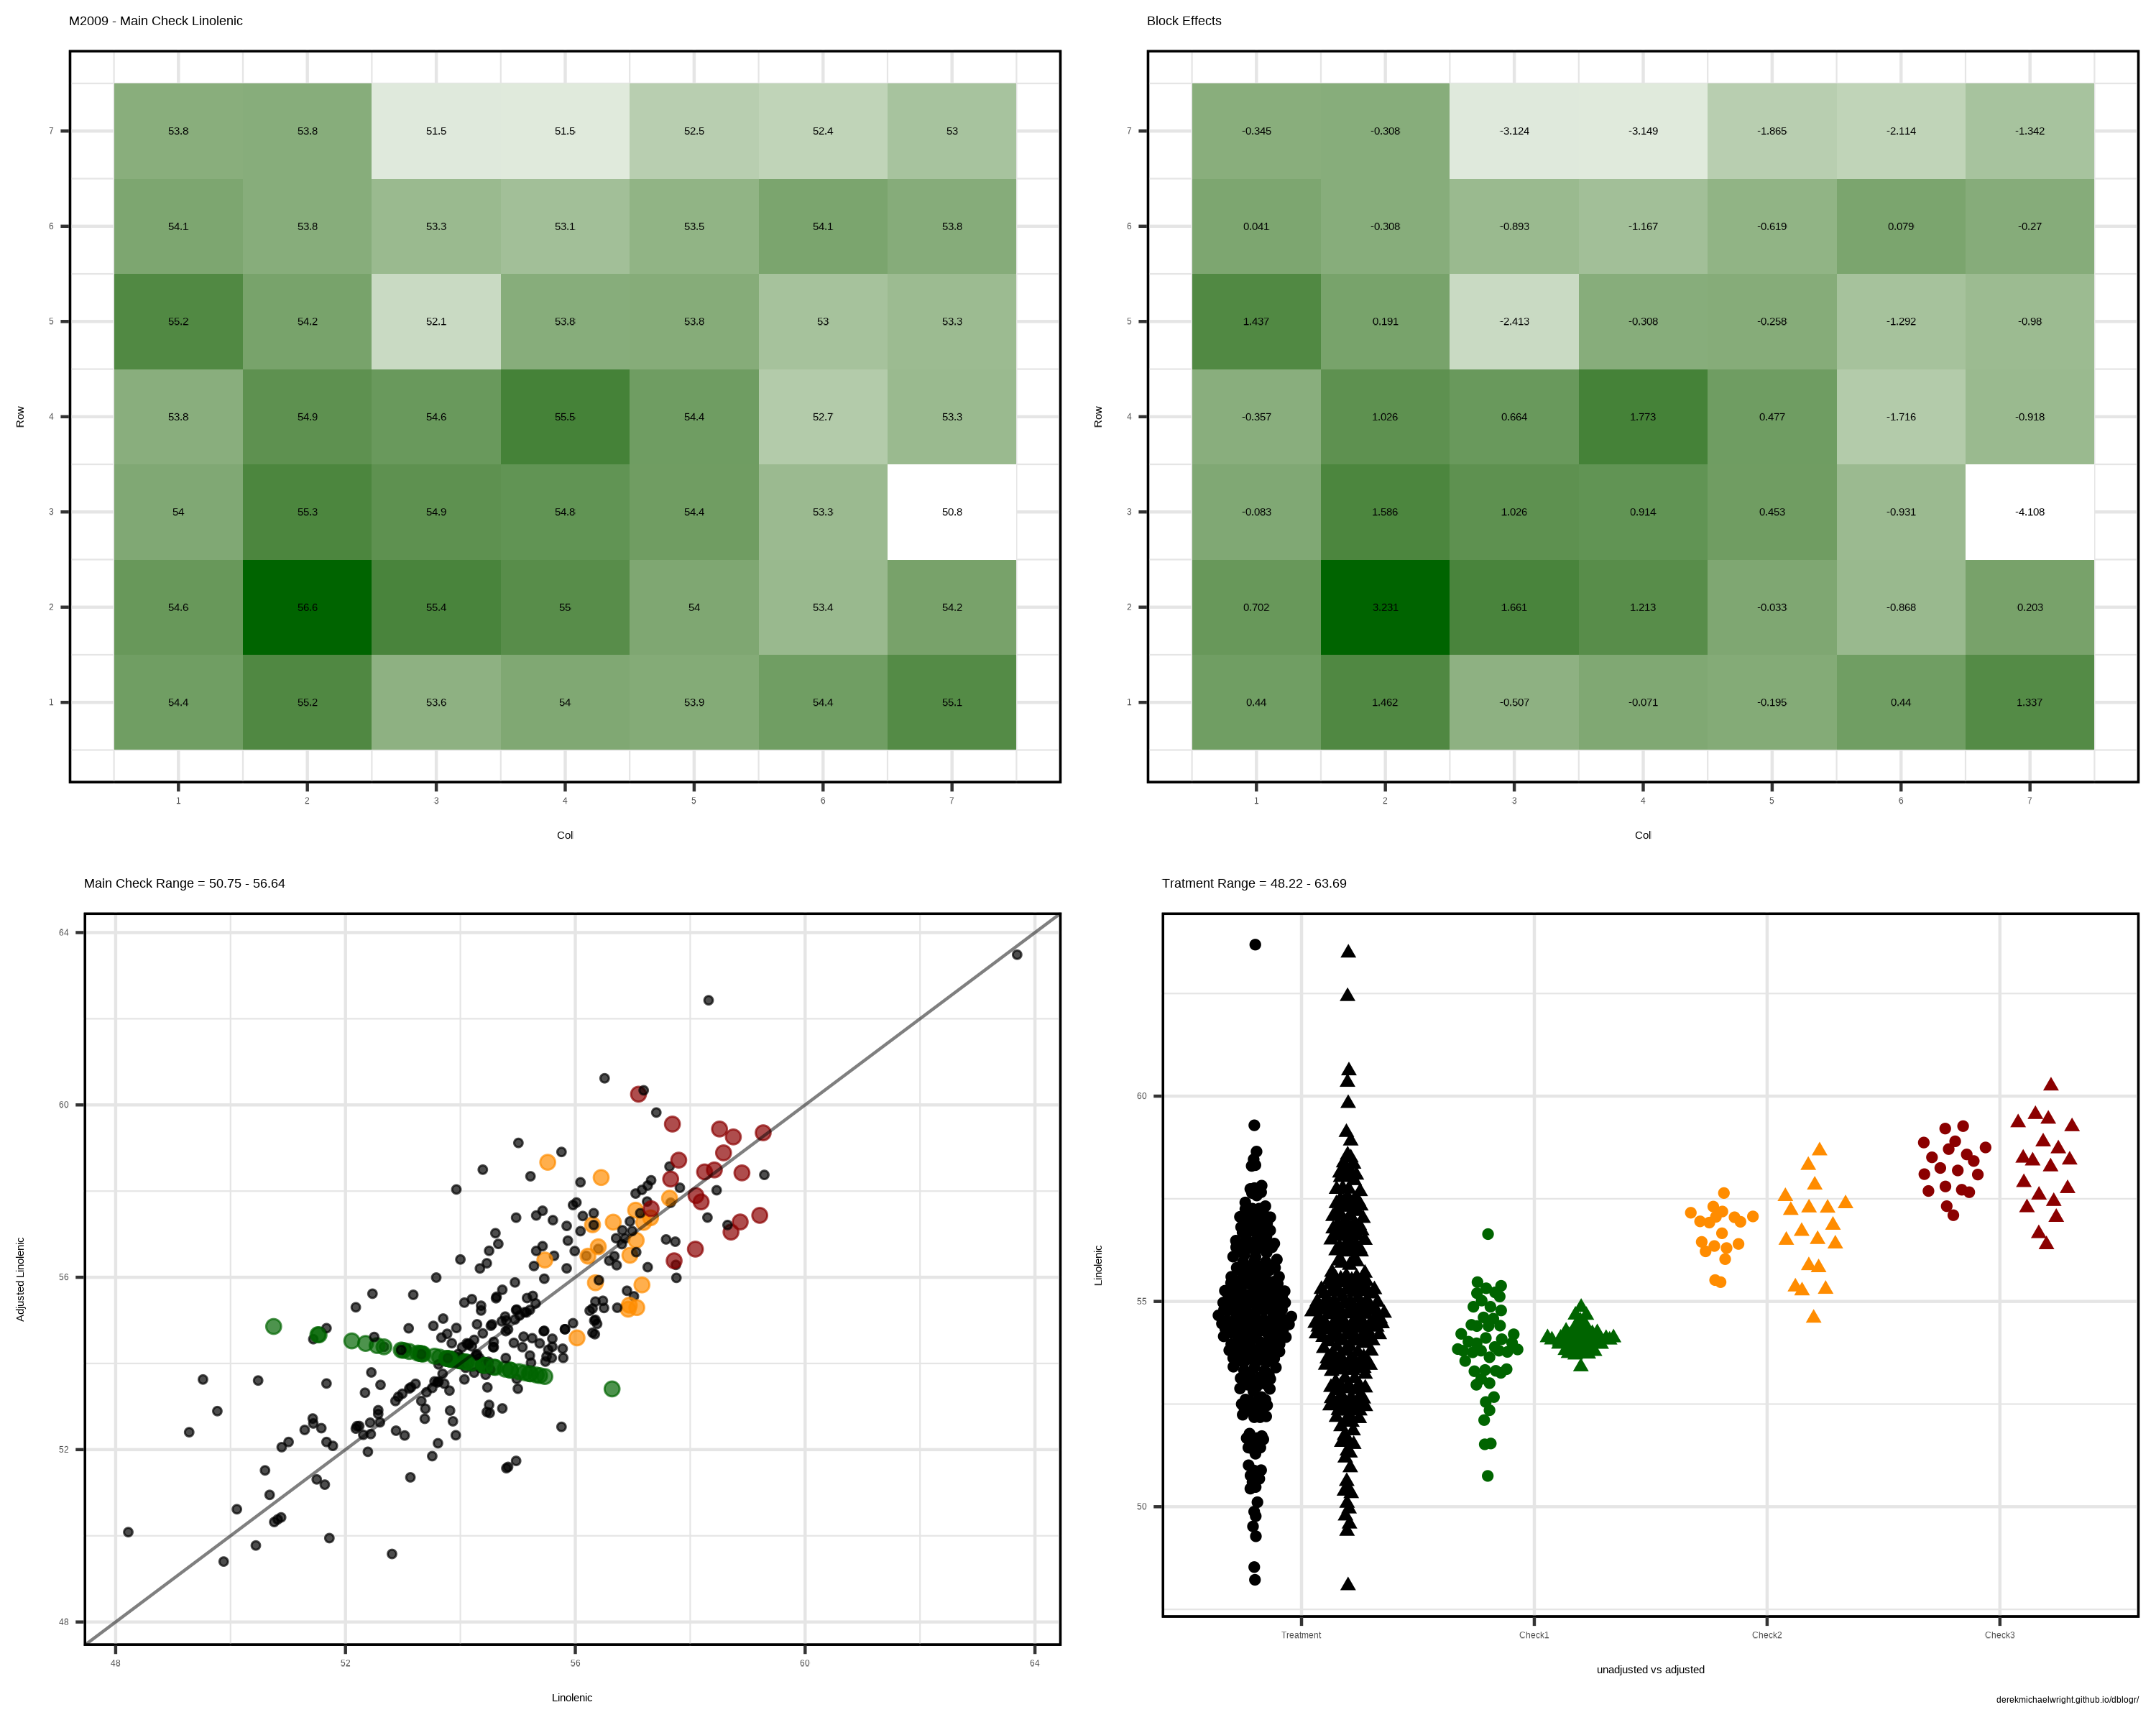 M2009 - Main Check Linolenic
Row
7 53.8 53.8 51.5 51.5 52.5 52.4 53
6 54.1 53.8 53.3 53.1 53.5 54.1 53.8
5 55.2 54.2 52.1 53.8 53.8 53 53.3
4 53.8 54.9 54.6 55.5 54.4 52.7 53.3
3 54 55.3 54.9 54.8 54.4 53.3 50.8
2 54.6 56.6 55.4 55 54 53.4 54.2
1 54.4 55.2 53.6 54 53.9 54.4 55.1
1 2 3 4 5 6 7
Col
Block Effects
Row
7 -0.345 -0.308 -3.124 -3.149 -1.865 -2.114 -1.342
6 0.041 -0.308 -0.893 -1.167 -0.619 0.079 -0.27
5 1.437 0.191 -2.413 -0.308 -0.258 -1.292 -0.98
4 -0.357 1.026 0.664 1.773 0.477 -1.716 -0.918
3 -0.083 1.586 1.026 0.914 0.453 -0.931 -4.108
2 0.702 3.231 1.661 1.213 -0.033 -0.868 0.203
1 0.44 1.462 -0.507 -0.071 -0.195 0.44 1.337
1 2 3 4 5 6 7
Col
Main Check Range = 50.75 - 56.64
Adjusted Linolenic
64
60
56
52
48
48 52 56 60 64
Linolenic
Tratment Range = 48.22 - 63.69
Linolenic
60
55
50
Treatment Check1 Check2 Check3
unadjusted vs adjusted
derekmichaelwright.github.io/dblogr/